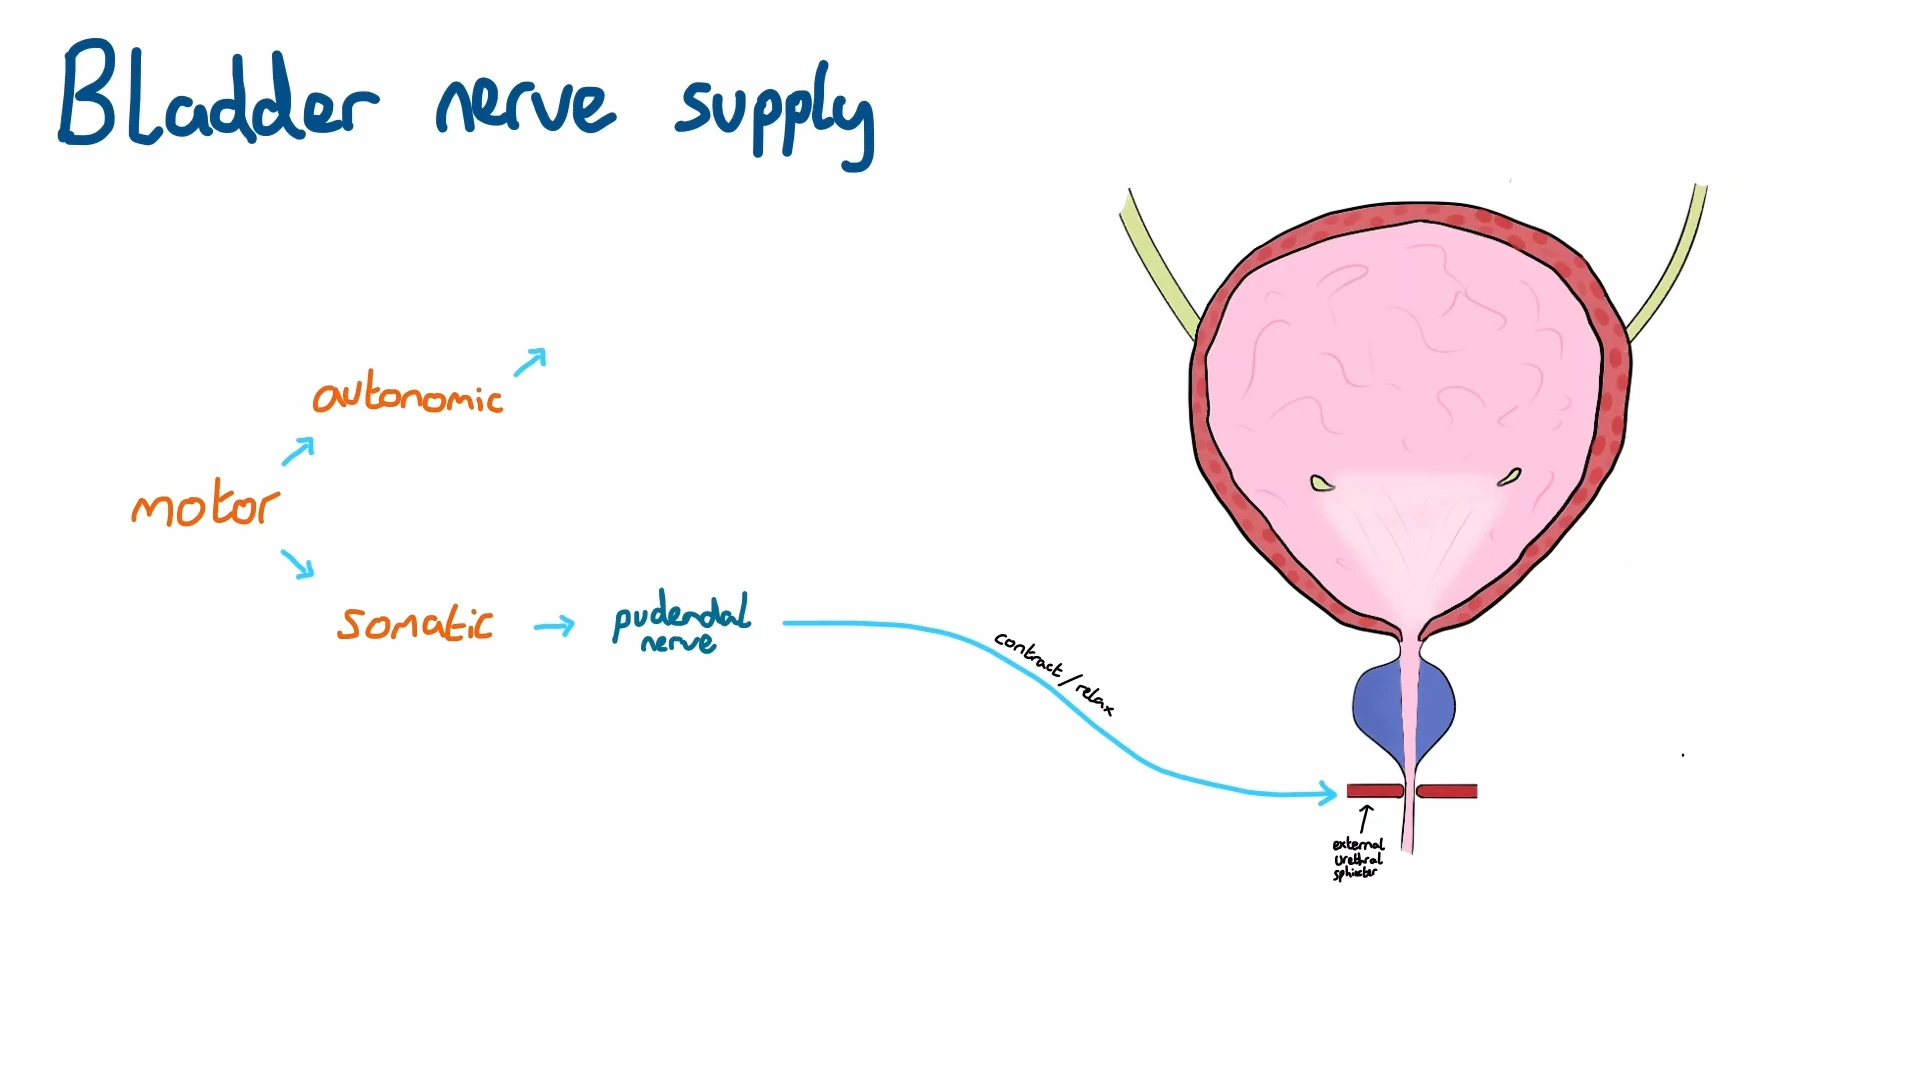 Bladder nerve supply
autonomic
motor
somatic
pudendal
nerve
contract/relax
external
urethral
sphincter